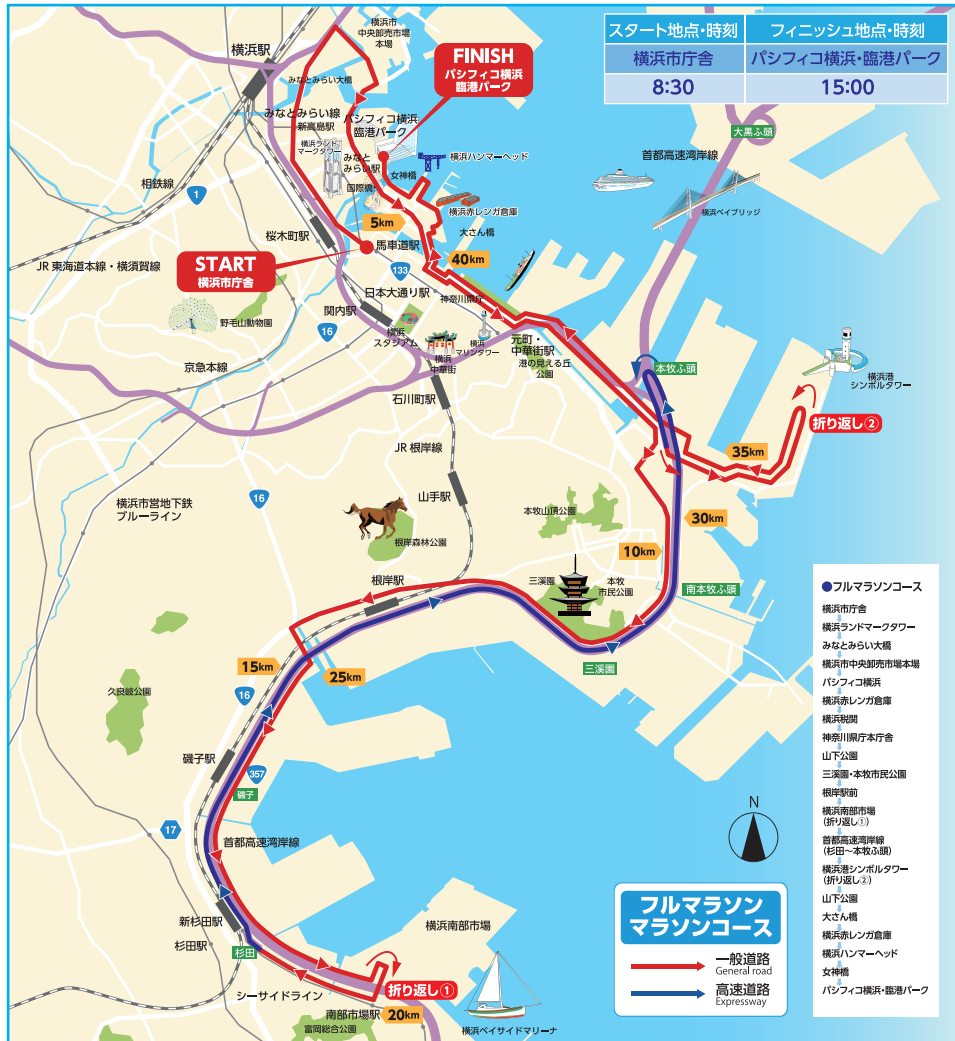 スタート地点・時刻
フィニッシュ地点・時刻
横浜市庁舎
パシフィコ横浜・臨港パーク
8:30
15:00
横浜市
中央卸売市場
本場
横浜駅
FINISH
パシフィコ横浜
臨港パーク
みなとみらい大橋
みなとみらい線
新高島駅
パシフィコ横浜
臨港パーク
横浜ランド
マークタワー
みなと
みらい駅
横浜ハンマーヘッド
女神橋
国際橋
横浜赤レンガ倉庫
大さん橋
大黒ふ頭
首都高速湾岸線
横浜ベイブリッジ
相鉄線
1
5km
桜木町駅
馬車道駅
START
横浜市庁舎
JR 東海道本線・横須賀線
133
40km
日本大通り駅
神奈川県庁
関内駅
野毛山動物園
16
横浜
スタジアム
横浜
中華街
横浜
マリンタワー
元町・
中華街駅
港の見える丘
公園
京急本線
石川町駅
本牧ふ頭
横浜港
シンボルタワー
折り返し②
35km
JR 根岸線
山手駅
横浜市営地下鉄
ブルーライン
16
根岸森林公園
本牧山頂公園
30km
10km
根岸駅
三溪園
本牧
市民公園
南本牧ふ頭
三溪園
15km
25km
16
久良岐公園
磯子駅
357
磯子
17
首都高速湾岸線
N
新杉田駅
杉田駅
杉田
横浜南部市場
シーサイドライン
折り返し①
南部市場駅
20km
富岡総合公園
横浜ベイサイドマリーナ
フルマラソン
マラソンコース
一般道路
General road
高速道路
Expressway
●フルマラソンコース
横浜市庁舎
横浜ランドマークタワー
みなとみらい大橋
横浜市中央卸売市場本場
パシフィコ横浜
横浜赤レンガ倉庫
横浜税関
神奈川県庁本庁舎
山下公園
三溪園・本牧市民公園
根岸駅前
横浜南部市場
(折り返し①)
首都高速湾岸線
(杉田〜本牧ふ頭)
横浜港シンボルタワー
(折り返し②)
山下公園
大さん橋
横浜赤レンガ倉庫
横浜ハンマーヘッド
女神橋
パシフィコ横浜・臨港パーク